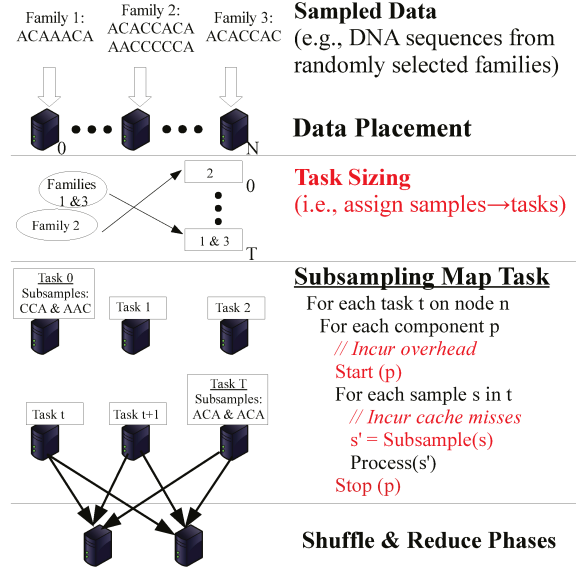 Family 1:
ACAAACA
Family 2:
ACACCACA
AACCCCCA
Family 3:
ACACCAC
Sampled Data
(e.g., DNA sequences from
randomly selected families)
0
N
Data Placement
Families
1 &3
Family 2
2
0
1 & 3
T
Task Sizing
(i.e., assign samples→tasks)
Task 0
Subsamples:
CCA & AAC
Task 1
Task 2
Task t
Task t+1
Task T
Subsamples:
ACA & ACA
Subsampling Map Task
For each task t on node n
For each component p
// Incur overhead
Start (p)
For each sample s in t
// Incur cache misses
s' = Subsample(s)
Process(s')
Stop (p)
Shuffle & Reduce Phases